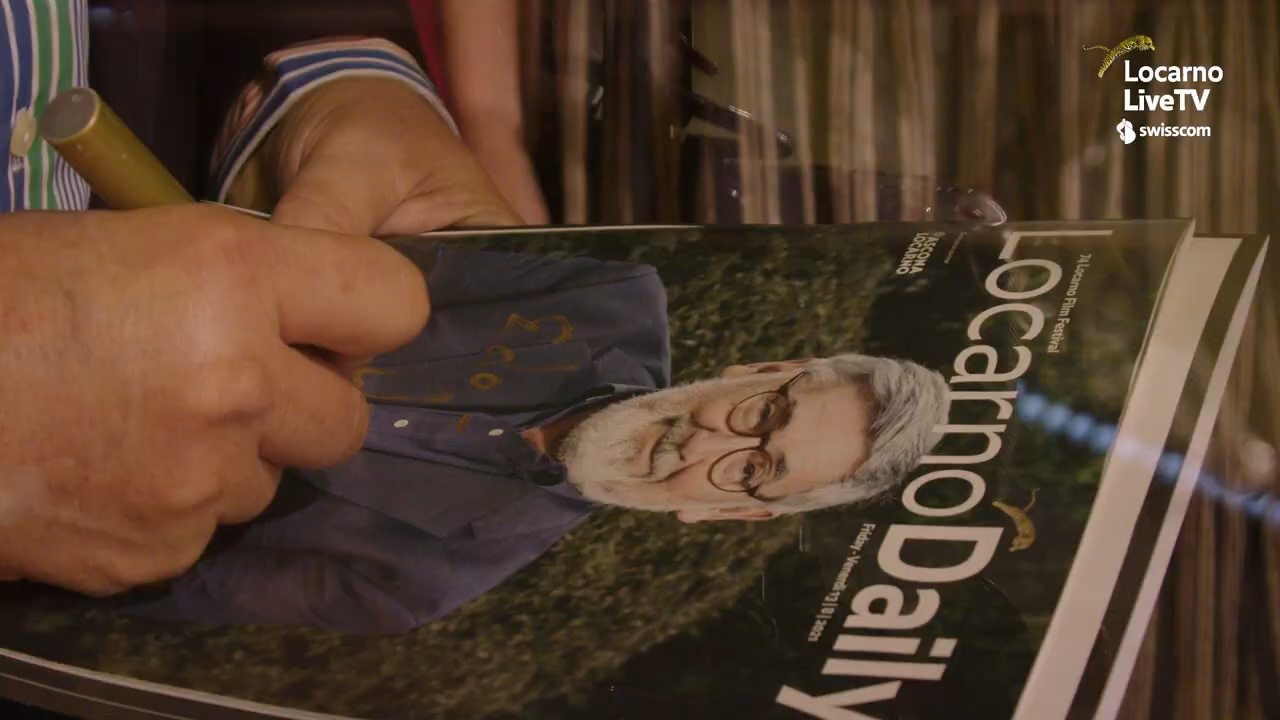 Locarno
LiveTV
swisscom
74 Locarno Film Festival
LocarnoDaily
Friday • Venerdì 13 | 8 | 2021
ASCONA
LOCARNO